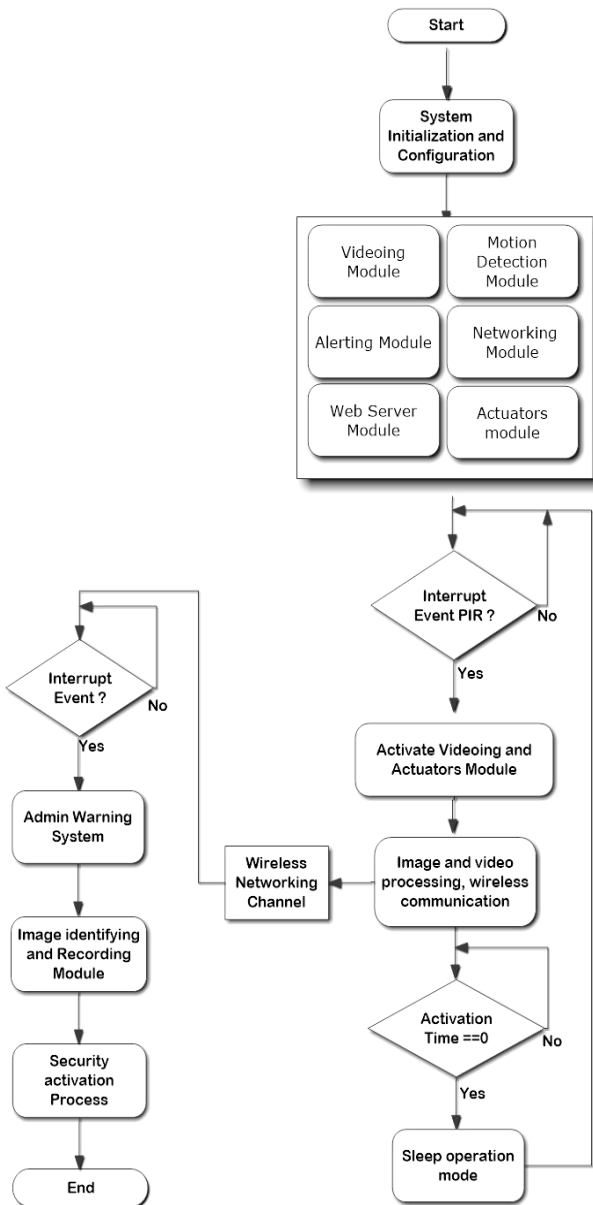 Start
System
Initialization and
Configuration
Videoing
Module
Motion
Detection
Module
Alerting Module
Networking
Module
Web Server
Module
Actuators
module
Interrupt
Event PIR ?
No
Yes
Activate Videoing and
Actuators Module
Image and video
processing, wireless
communication
Wireless
Networking
Channel
Activation
Time ==0
No
Yes
Sleep operation
mode
Interrupt
Event ?
No
Yes
Admin Warning
System
Image identifying
and Recording
Module
Security
activation
Process
End